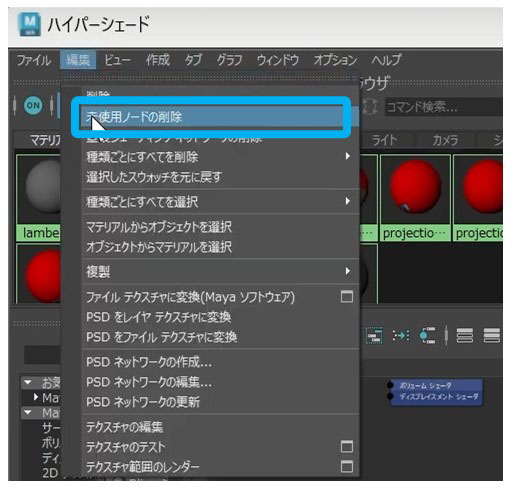 ハイパーシェード
ファイル 編集 ビュー 作成 タブ グラフ ウィンドウ オプション ヘルプ
削除
ウザ
ON
未使用ノードの削除
コマンド検索...
マテリ
ライト カメラ シ
種類ごとにすべてを削除
選択したスウォッチを元に戻す
種類ごとにすべてを選択
lambe
projectio... projectio
マテリアルからオブジェクトを選択
オブジェクトからマテリアルを選択
複製
ファイル テクスチャに変換(Maya ソフトウェア)
PSD をレイヤ テクスチャに変換
PSD をファイル テクスチャに変換
PSD ネットワークの作成...
PSD ネットワークの編集...
PSD ネットワークの更新
お気
Ma
Ma
サー
ボリ
ディ
2D
ボリューム シェーダ
ディスプレイスメント シェーダ
テクスチャの編集
テクスチャのテスト
テクスチャ範囲のレンダー